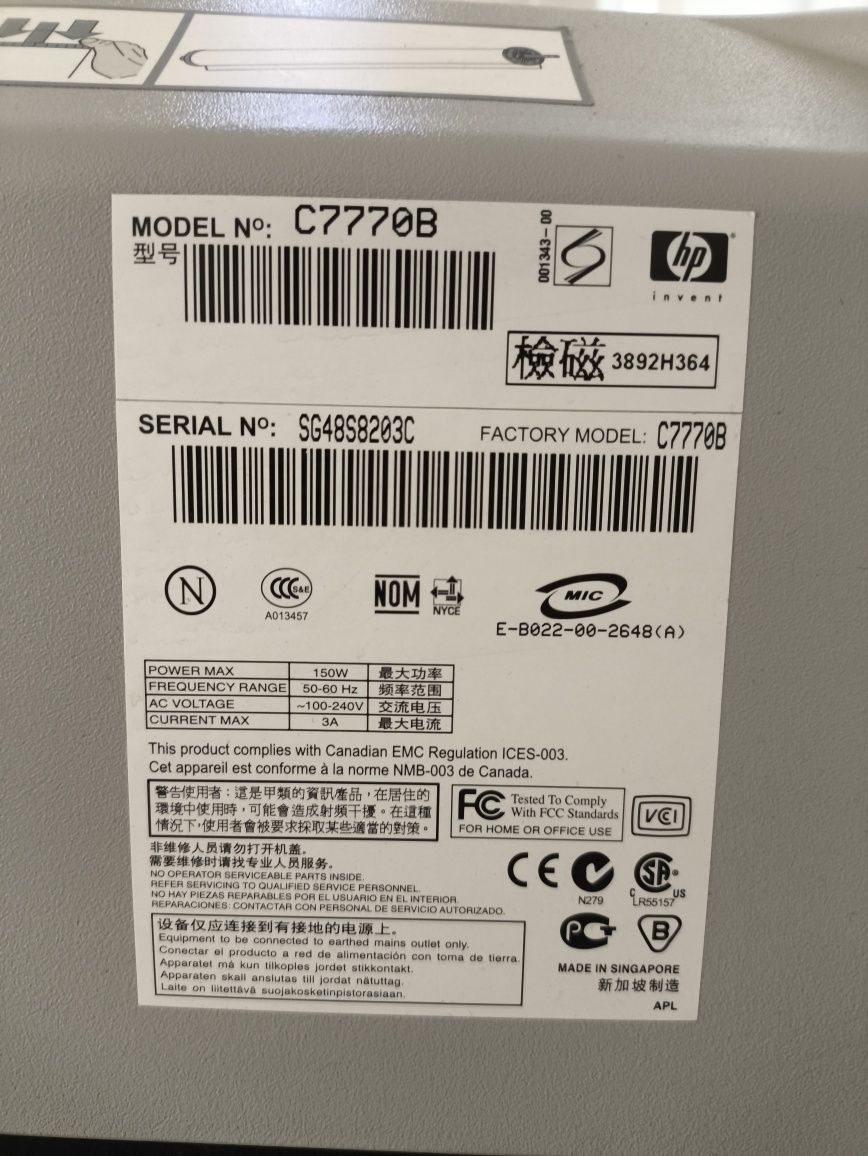 MODEL Nº: C7770B
型号
001343-00
hp
invent
檢磁 3892H364
SERIAL Nº: SG48S8203C
FACTORY MODEL: C7770B
N
CCC S&E
A013457
NOM
NYCE
MIC
E-B022-00-2648(A)
POWER MAX 150W 最大功率
FREQUENCY RANGE 50-60 Hz 频率范围
AC VOLTAGE ~100-240V 交流电压
CURRENT MAX 3A 最大电流
This product complies with Canadian EMC Regulation ICES-003.
Cet appareil est conforme à la norme NMB-003 de Canada.
警告使用者：這是甲類的資訊產品，在居住的
環境中使用時，可能會造成射頻干擾。在這種
情況下，使用者會被要求採取某些適當的對策。
FC Tested To Comply
With FCC Standards
FOR HOME OR OFFICE USE
VCI
非维修人员请勿打开机盖。
需要维修时请找专业人员服务。
NO OPERATOR SERVICEABLE PARTS INSIDE.
REFER SERVICING TO QUALIFIED SERVICE PERSONNEL.
NO HAY PIEZAS REPARABLES POR EL USUARIO EN EL INTERIOR.
REPARACIONES: CONTACTAR CON PERSONAL DE SERVICIO AUTORIZADO.
CE
N279
C SA US
LR55157
设备仅应连接到有接地的电源上。
Equipment to be connected to earthed mains outlet only.
Conectar el producto a red de alimentación con toma de tierra.
Apparatet må kun tilkoples jordet stikkontakt.
Apparaten skall anslutas till jordat nätuttag.
Laite on liitettävä suojakosketinpistorasiaan.
PCT
B
MADE IN SINGAPORE
新加坡制造
APL